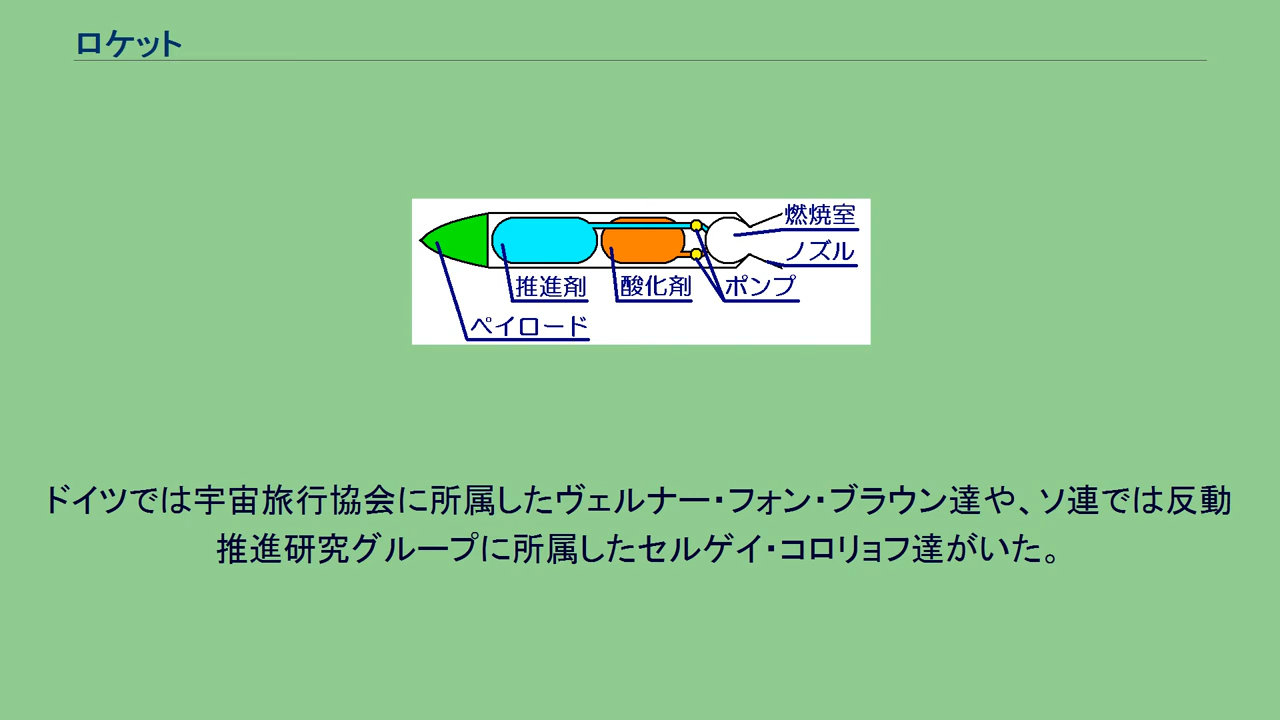 ロケット
燃焼室
ノズル
推進剤
酸化剤
ポンプ
ペイロード
ドイツでは宇宙旅行協会に所属したヴェルナー・フォン・ブラウン達や、ソ連では反動
推進研究グループに所属したセルゲイ・コロリョフ達がいた。